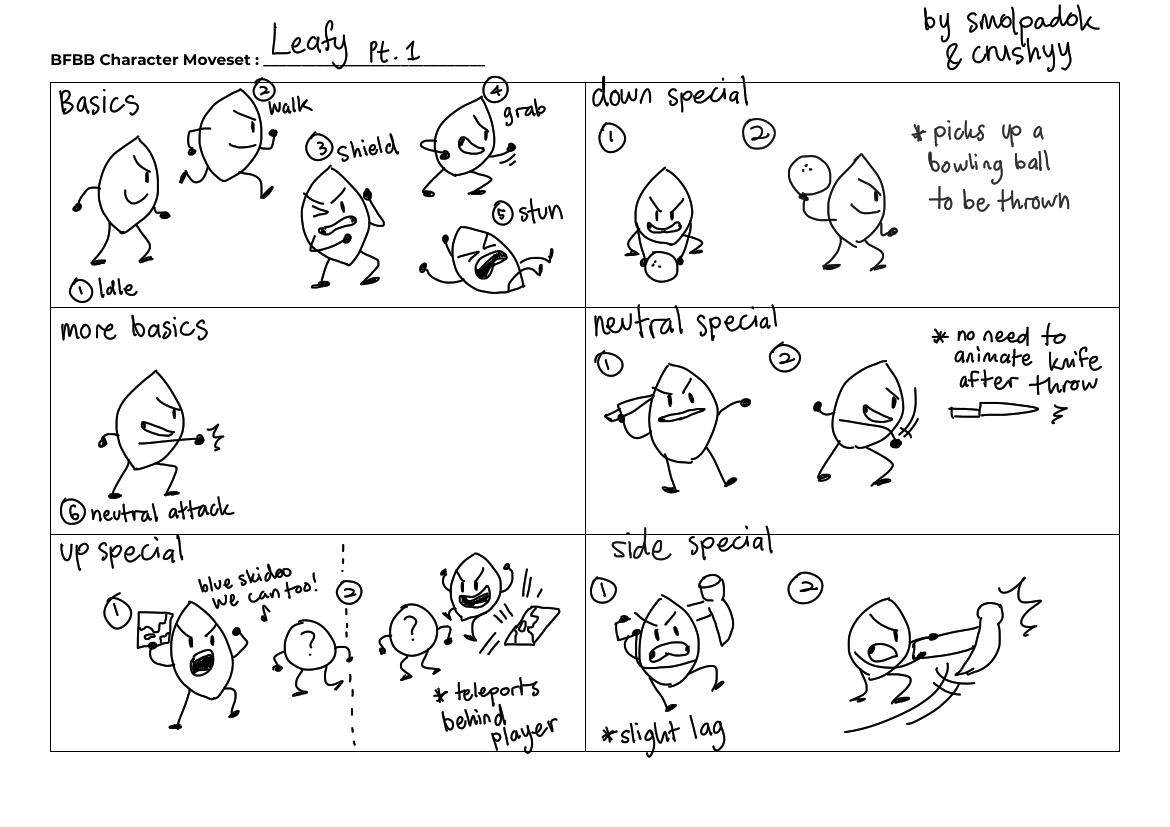 BFBB Character Moveset : Leafy Pt. 1
by smolpadok
& crushyy
Basics
1 Idle
2 walk
3 shield
4 grab
5 stun
down special
1
2
* picks up a
bowling ball
to be thrown
more basics
6 neutral attack
neutral special
1
2
* no need to
animate knife
after throw
up special
1
blue skidoo
we can too!
?
2
?
* teleports
behind
player
side special
1
2
*slight lag